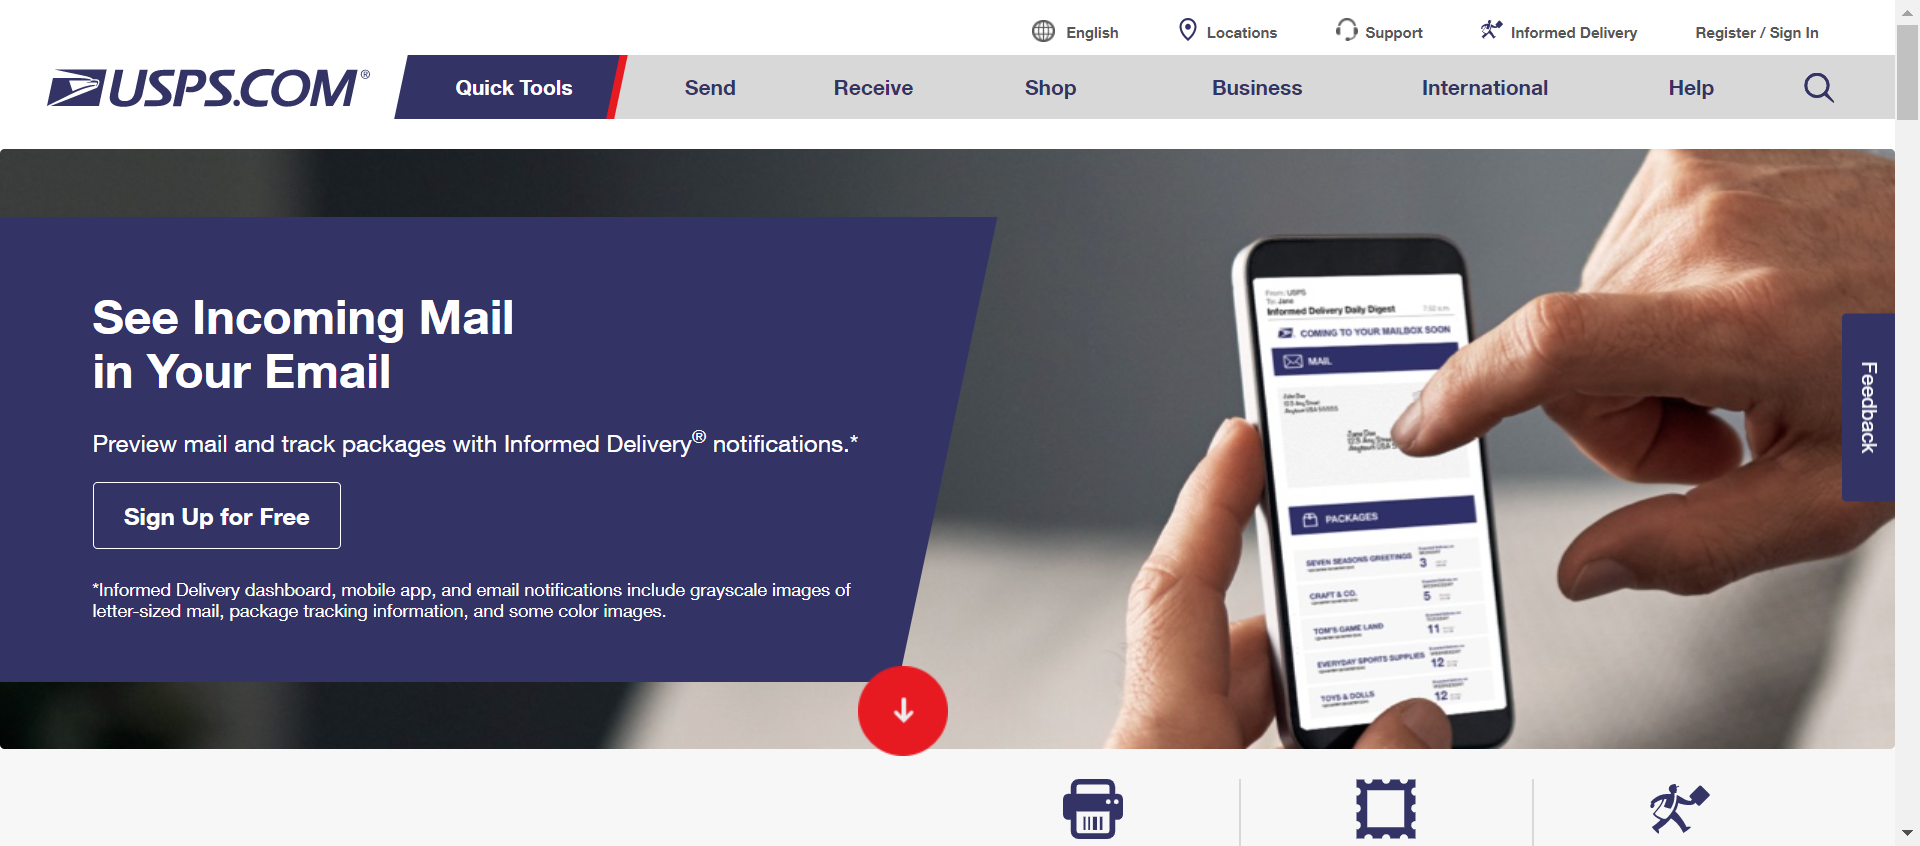 English
Locations
Support
Informed Delivery
Register / Sign In
USPS.COM®
Quick Tools
Send
Receive
Shop
Business
International
Help
See Incoming Mail
in Your Email
Preview mail and track packages with Informed Delivery® notifications.*
Sign Up for Free
*Informed Delivery dashboard, mobile app, and email notifications include grayscale images of
letter-sized mail, package tracking information, and some color images.
From: USPS
To: Jane
Informed Delivery Daily Digest
COMING TO YOUR MAILBOX SOON
MAIL
PACKAGES
SEVEN SEASONS GREETINGS
3
CRAFT & CO.
5
TOM'S GAME LAND
11
EVERYDAY SPORTS SUPPLIES
12
TOYS & DOLLS
12
Feedback